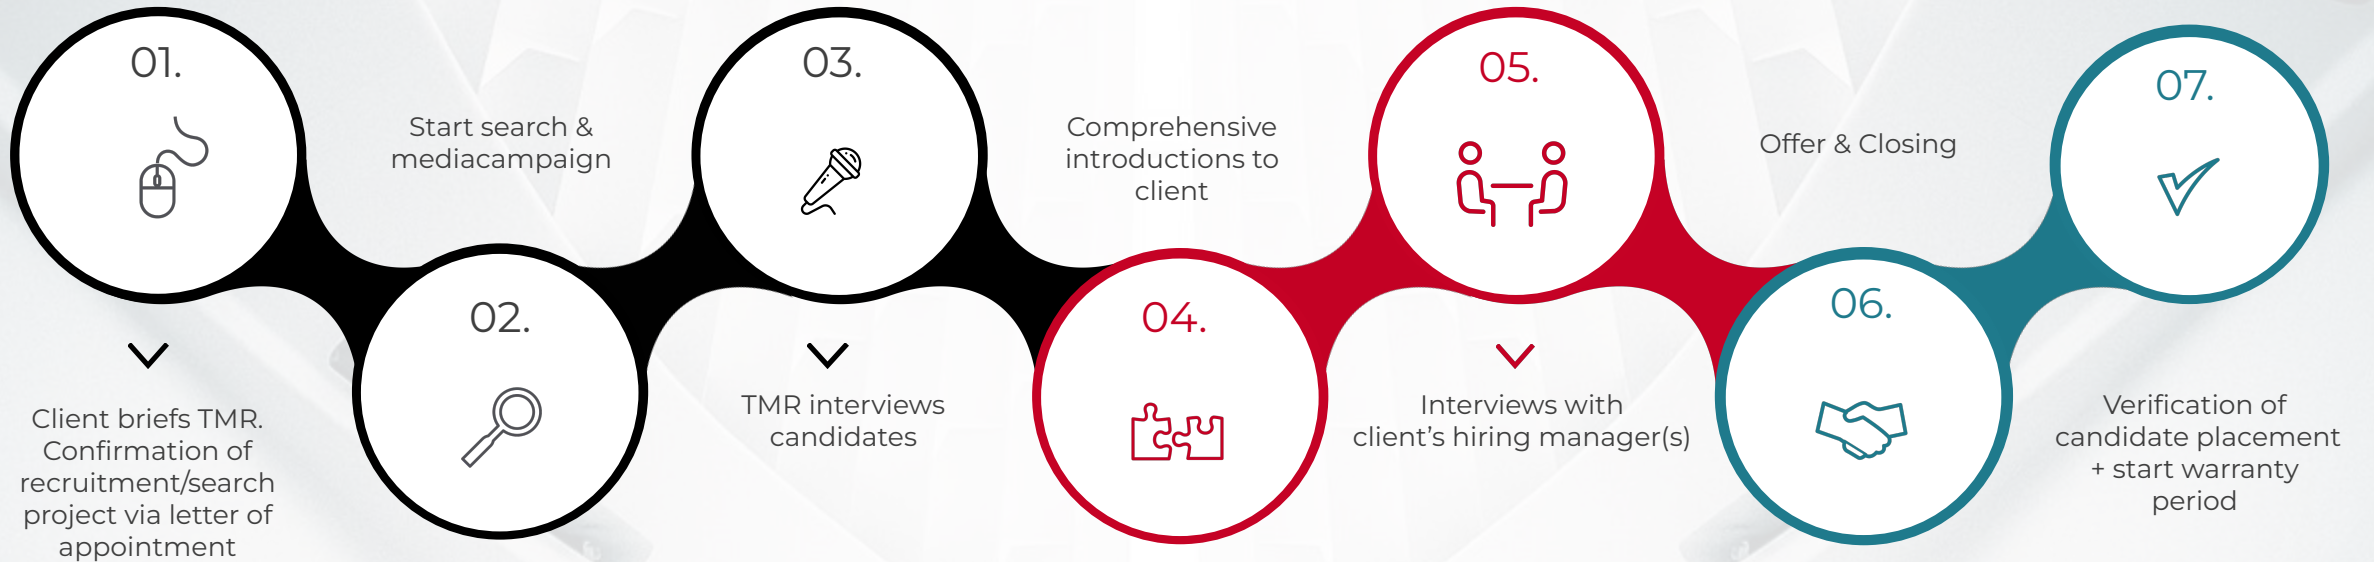 01.
Client briefs TMR.
Confirmation of
recruitment/search
project via letter of
appointment
Start search &
mediacampaign
02.
03.
TMR interviews
candidates
Comprehensive
introductions to
client
04.
05.
Interviews with
client’s hiring manager(s)
Offer & Closing
06.
07.
Verification of
candidate placement
+ start warranty
period